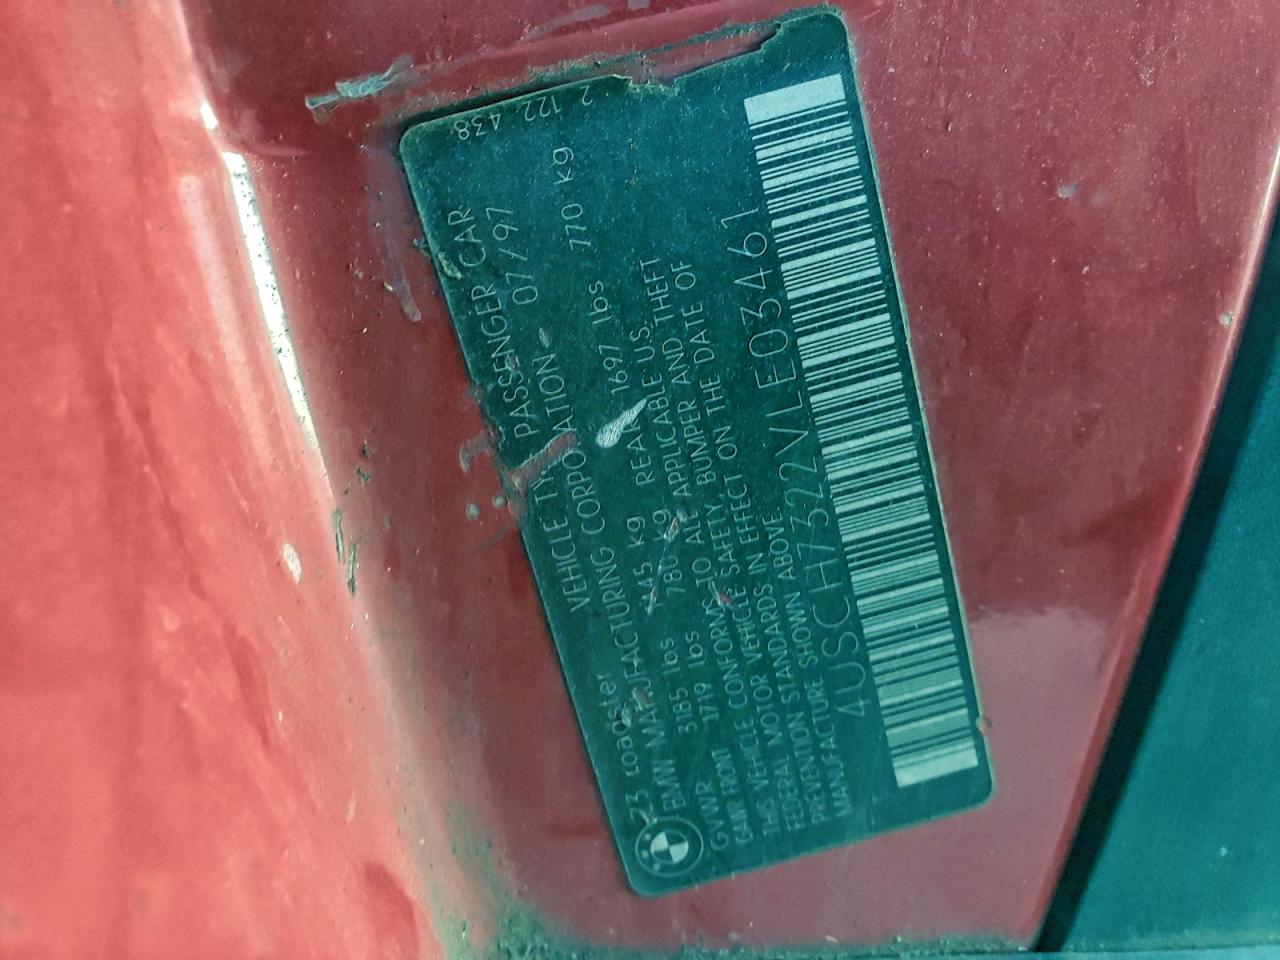 Z3 roadster VEHICLE PASSENGER CAR
BMW MANUFACTURING CORPORATION 07/97
GVWR 3185 lbs 1445 kg REAR 1697 lbs 770 kg
GAWR FRONT 1719 lbs 780 kg APPLICABLE U.S.
THIS VEHICLE CONFORMS TO BUMPER AND THEFT
FEDERAL MOTOR VEHICLE SAFETY, ON THE DATE OF
PREVENTION STANDARDS IN EFFECT
MANUFACTURE SHOWN ABOVE
4USCH7322VLE03461
2 122 438